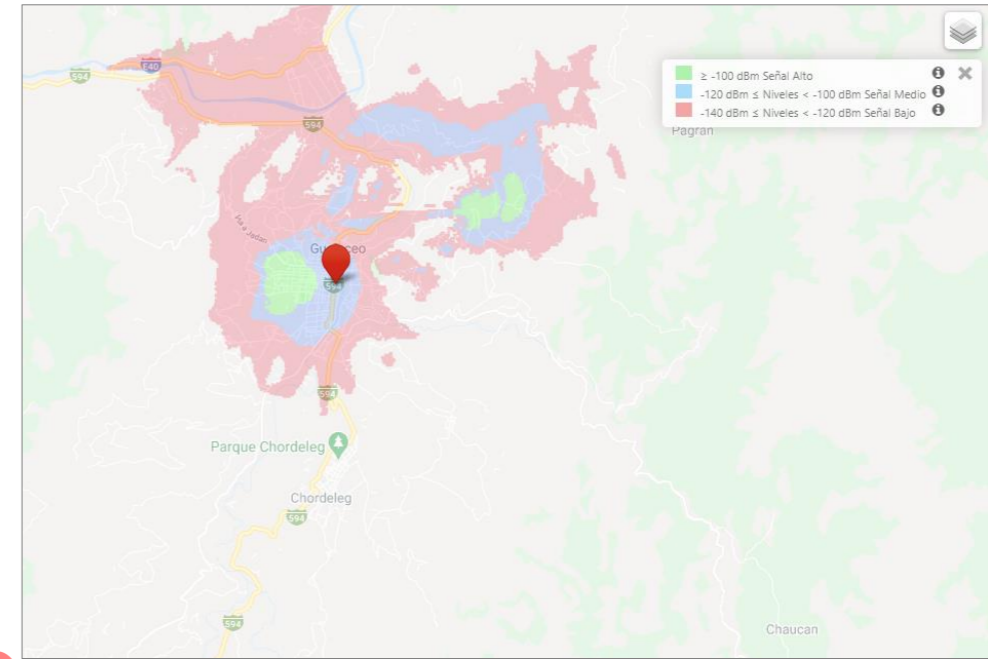 594
E40
≥ -100 dBm Señal Alto
-120 dBm ≤ Niveles < -100 dBm Señal Medio
-140 dBm ≤ Niveles < -120 dBm Señal Bajo
594
Pagran
Vía a Jadan
594
594
Parque Chordeleg
Chordeleg
594
594
Chaucan